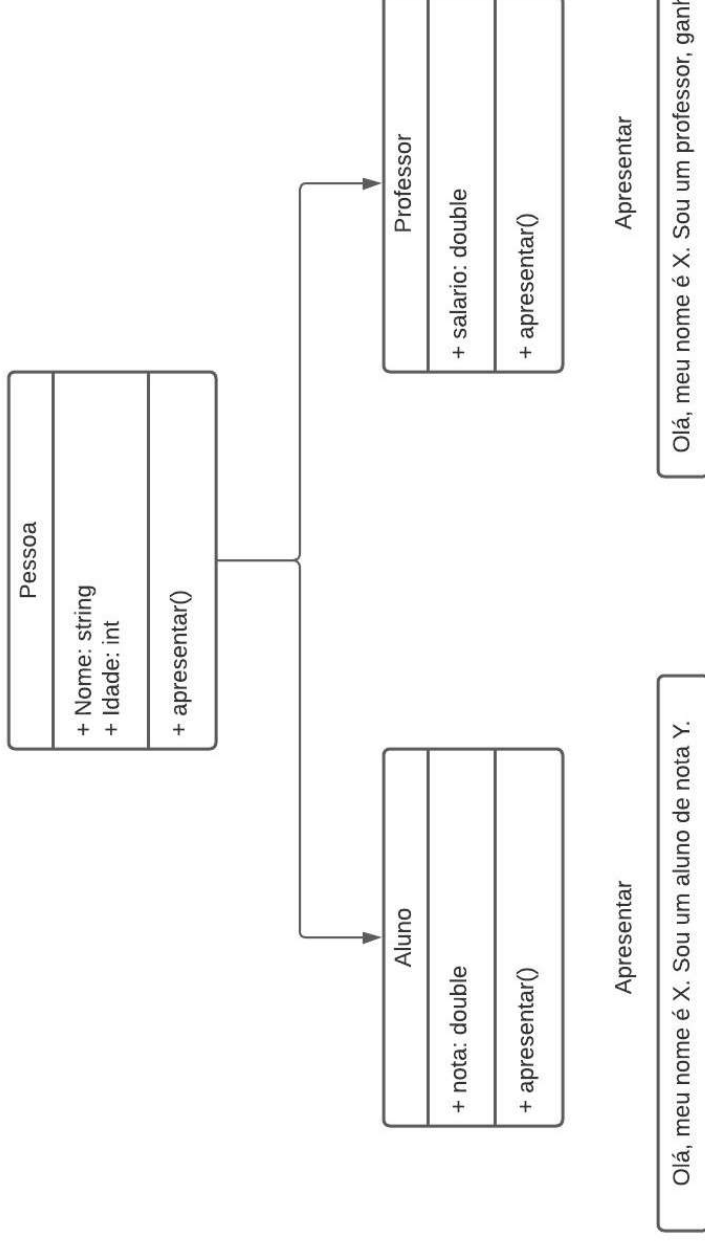 Pessoa
+ Nome: string
+ Idade: int
+ apresentar()
Aluno
+ nota: double
+ apresentar()
Professor
+ salario: double
+ apresentar()
Apresentar
Olá, meu nome é X. Sou um aluno de nota Y.
Apresentar
Olá, meu nome é X. Sou um professor,